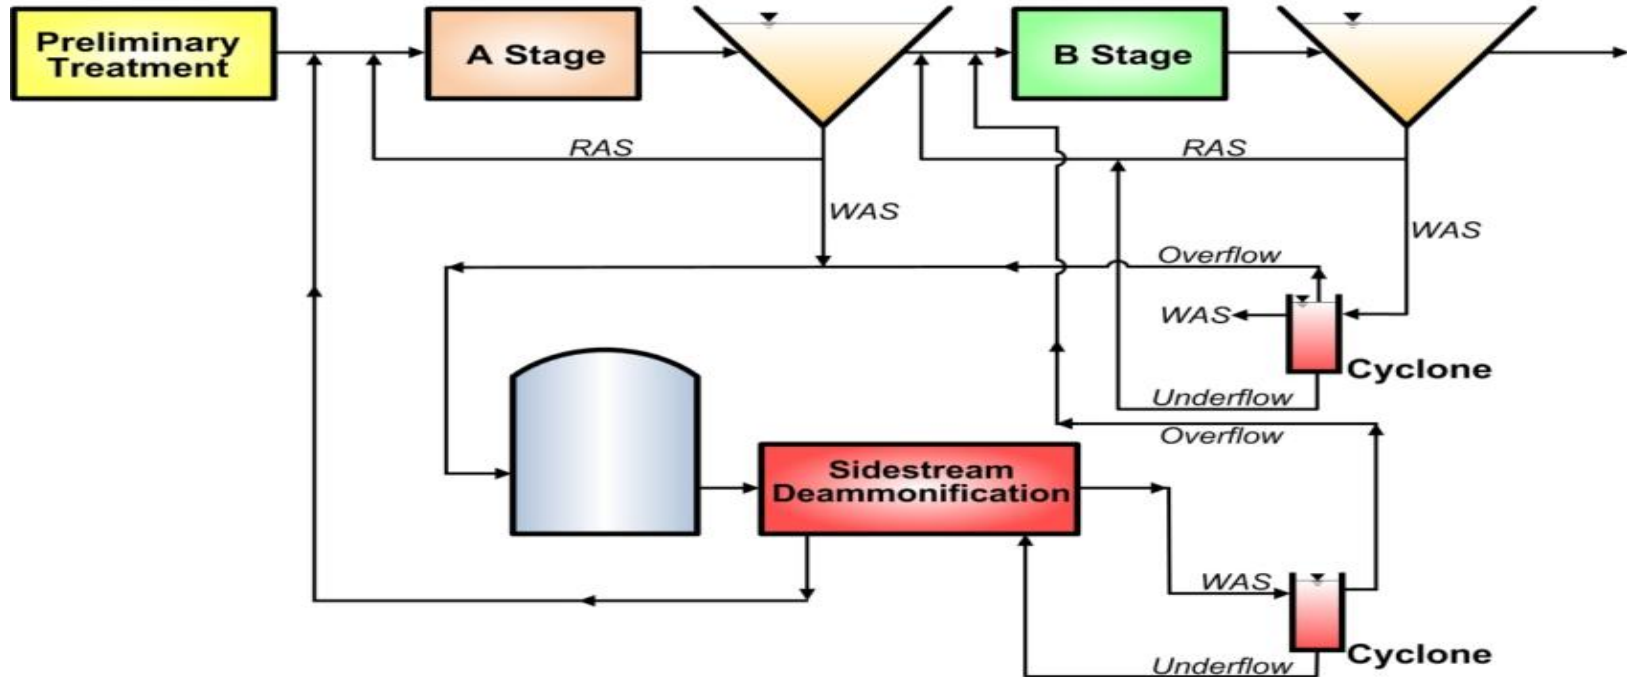 Preliminary
Treatment
A Stage
B Stage
RAS
RAS
WAS
WAS
Overflow
WAS
Cyclone
Underflow
Overflow
Sidestream
Deammonification
WAS
Cyclone
Underflow